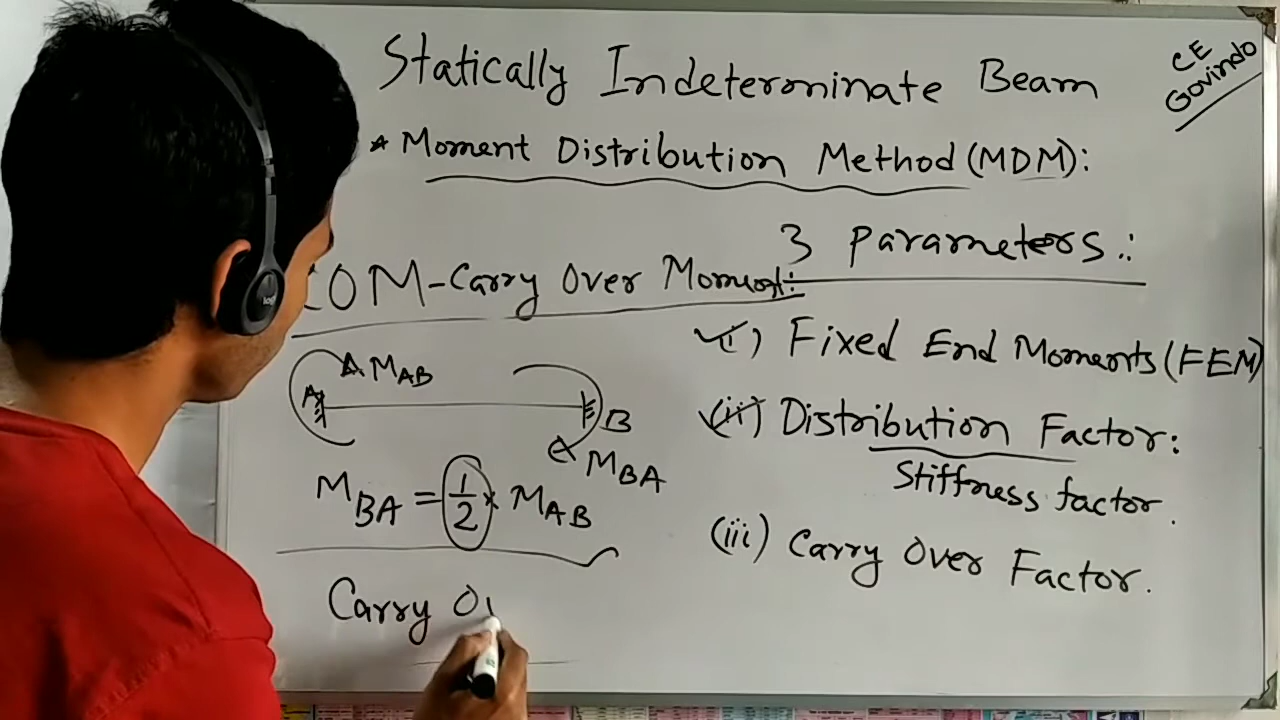 Statically Indeterminate Beam
CE
Govindo
* Moment Distribution Method (MDM):
3 Parameters:
COM-Carry Over Moment:
A MAB
B
MBA
MBA = 1/2 × MAB
Carry O
(i) Fixed End Moments (FEM)
(ii) Distribution Factor:
Stiffness factor.
(iii) Carry Over Factor.